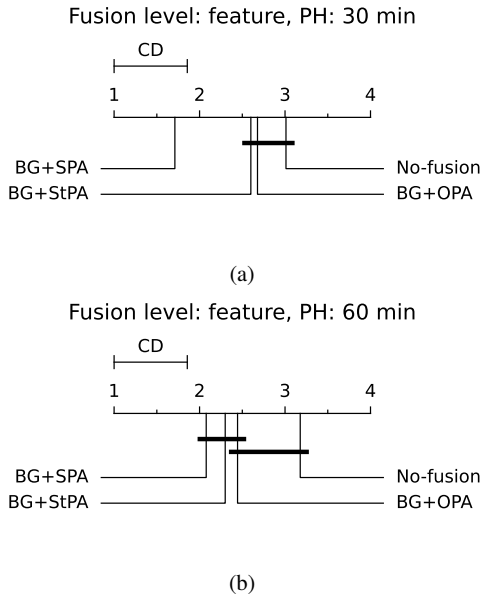 Fusion level: feature, PH: 30 min
CD
1 2 3 4
BG+SPA No-fusion
BG+StPA BG+OPA
(a)
Fusion level: feature, PH: 60 min
CD
1 2 3 4
BG+SPA No-fusion
BG+StPA BG+OPA
(b)